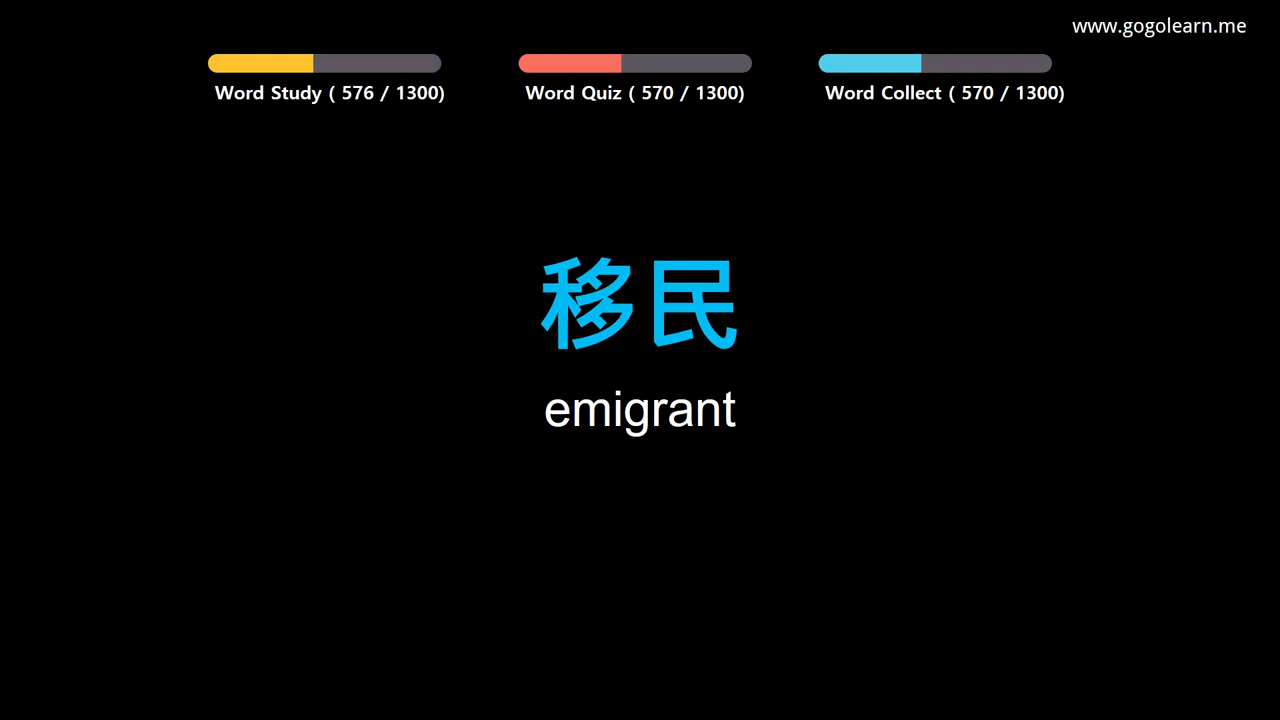 www.gogolearn.me
Word Study ( 576 / 1300)
Word Quiz ( 570 / 1300)
Word Collect ( 570 / 1300)
移民
emigrant